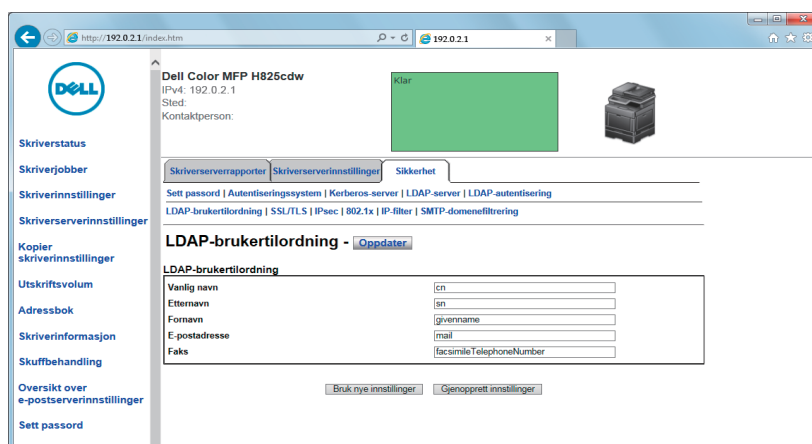 http://192.0.2.1/index.htm
192.0.2.1
DELL
Dell Color MFP H825cdw
IPv4: 192.0.2.1
Sted:
Kontaktperson:
Klar
Skriverstatus
Skriverjobber
Skriverinnstillinger
Skriverserverinnstillinger
Kopier
skriverinnstillinger
Utskriftsvolum
Adressbok
Skriverinformasjon
Skuffbehandling
Oversikt over
e-postserverinnstillinger
Sett passord
Skriverserverrapporter Skriverserverinnstillinger Sikkerhet
Sett passord | Autentiseringssystem | Kerberos-server | LDAP-server | LDAP-autentisering
LDAP-brukertilordning | SSL/TLS | IPsec | 802.1x | IP-filter | SMTP-domenefiltrering
LDAP-brukertilordning - Oppdater
LDAP-brukertilordning
Vanlig navn cn
Etternavn sn
Fornavn givenname
E-postadresse mail
Faks facsimileTelephoneNumber
Bruk nye innstillinger Gjenopprett innstillinger